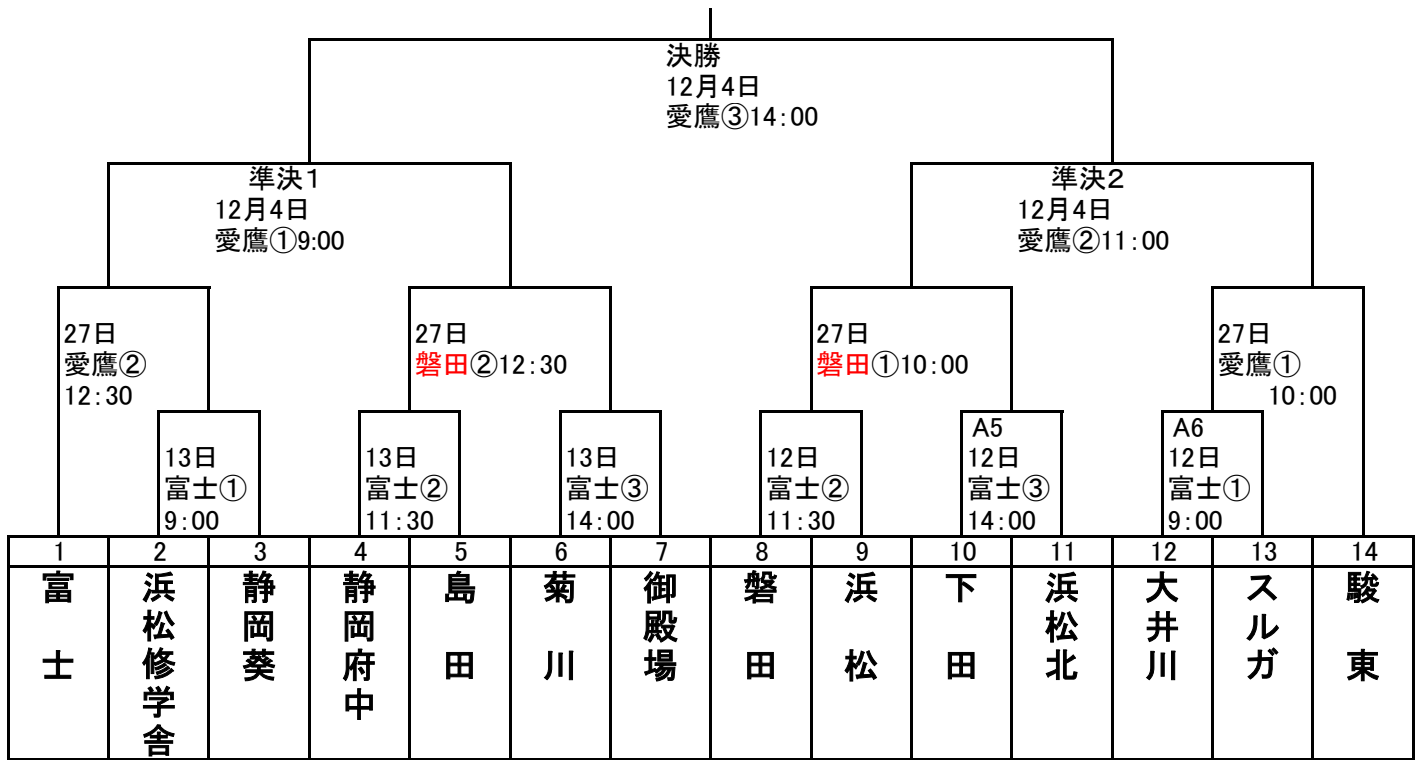 決勝
12月4日
愛鷹③14:00
準決1
12月4日
愛鷹①9:00
準決2
12月4日
愛鷹②11:00
27日
愛鷹②
12:30
27日
磐田②12:30
27日
磐田①10:00
27日
愛鷹①
10:00
13日
富士①
9:00
13日
富士②
11:30
13日
富士③
14:00
12日
富士②
11:30
A5
12日
富士③
14:00
A6
12日
富士①
9:00
1 2 3 4 5 6 7 8 9 10 11 12 13 14
富士
浜松修学舎
静岡葵
静岡府中
島田
菊川
御殿場
磐田
浜松
下田
浜松北
大井川
スルガ
駿東